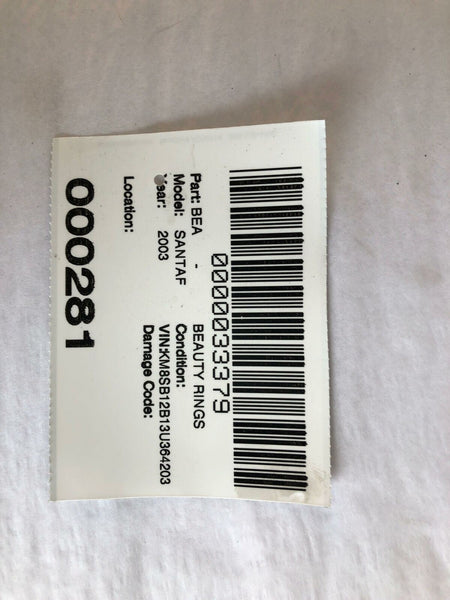 0000033379
Part: BEA - BEAUTY RINGS
Model: SANTAF Condition:
Year: 2003 VIN:KM8SB12B13U364203
Damage Code:
Location:
000281